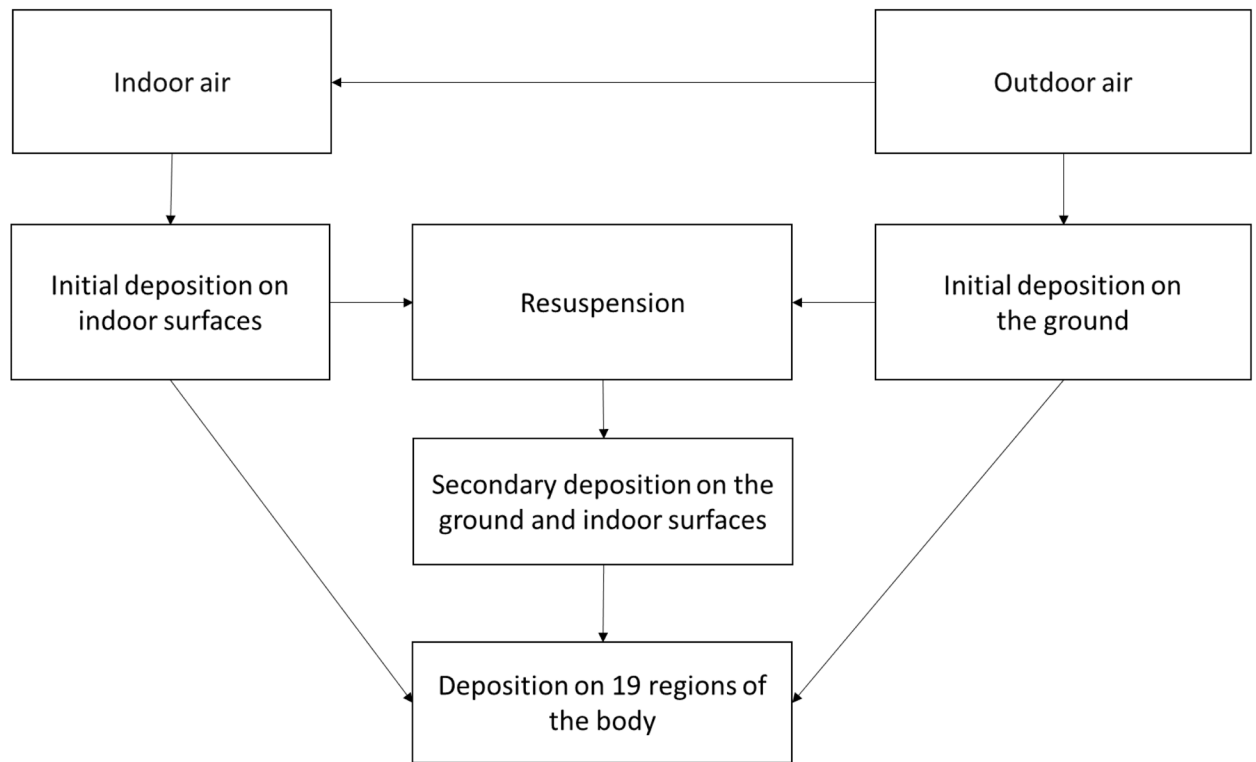 Indoor air
Outdoor air
Initial deposition on
indoor surfaces
Resuspension
Initial deposition on
the ground
Secondary deposition on the
ground and indoor surfaces
Deposition on 19 regions of
the body